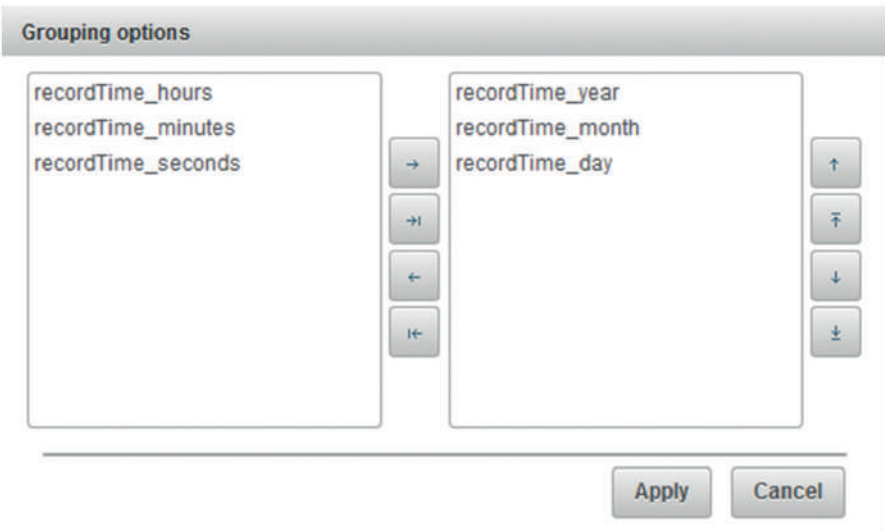 Grouping options
recordTime_hours
recordTime_minutes
recordTime_seconds
recordTime_year
recordTime_month
recordTime_day
Apply
Cancel